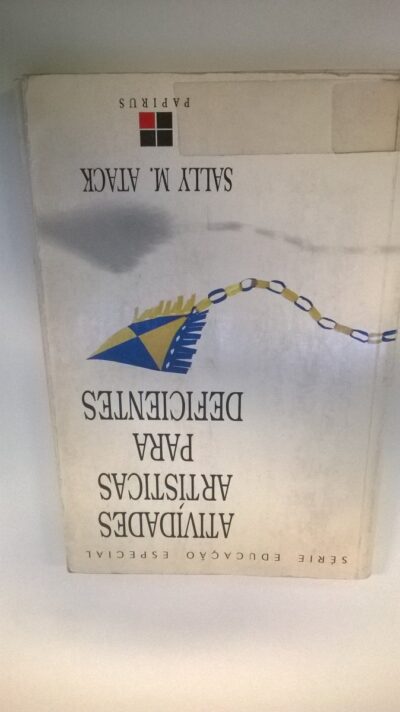 SÉRIE EDUCAÇÃO ESPECIAL
ATIVIDADES
ARTÍSTICAS
PARA
DEFICIENTES
SALLY M. ATACK
PAPIRUS